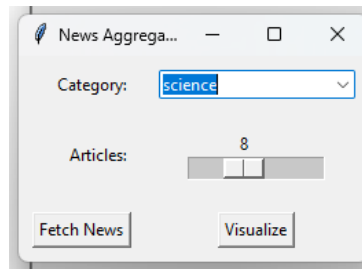 News Aggrega...
Category: science
8
Articles:
Fetch News Visualize